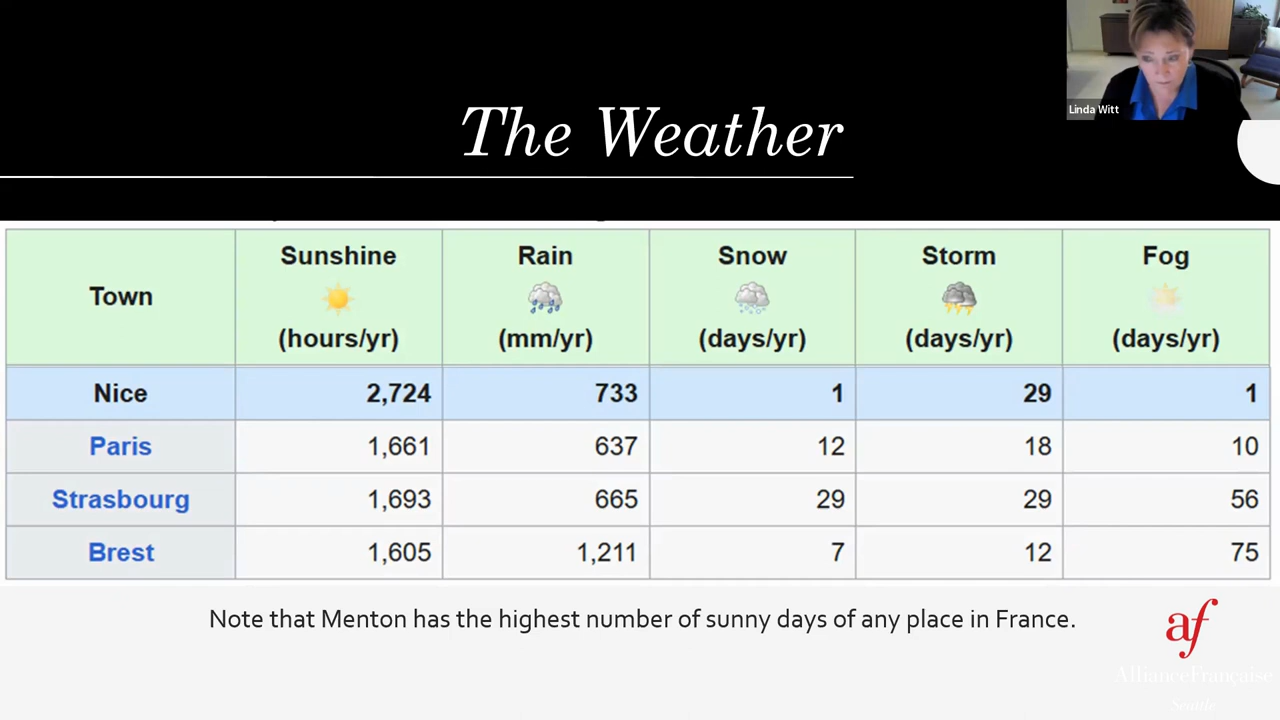 Linda Witt
The Weather
Town Sunshine (hours/yr) Rain (mm/yr) Snow (days/yr) Storm (days/yr) Fog (days/yr)
Nice 2,724 733 1 29 1
Paris 1,661 637 12 18 10
Strasbourg 1,693 665 29 29 56
Brest 1,605 1,211 7 12 75
Note that Menton has the highest number of sunny days of any place in France.
af
AllianceFrançaise
Seattle